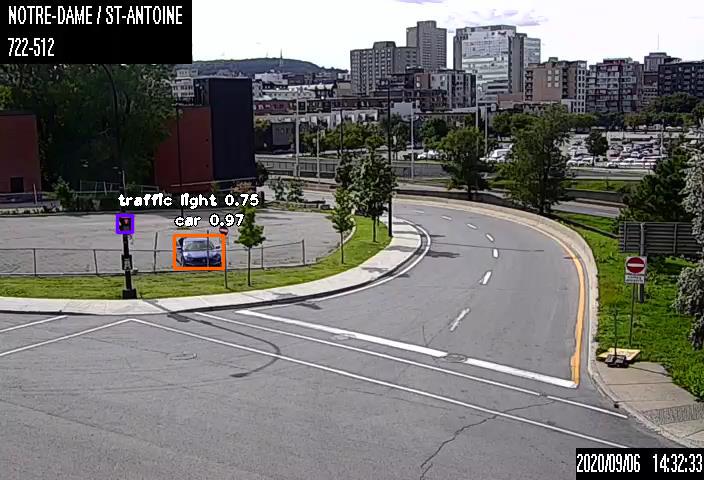 NOTRE-DAME / ST-ANTOINE
722-512
traffic light 0.75
car 0.97
2020/09/06 14:32:33